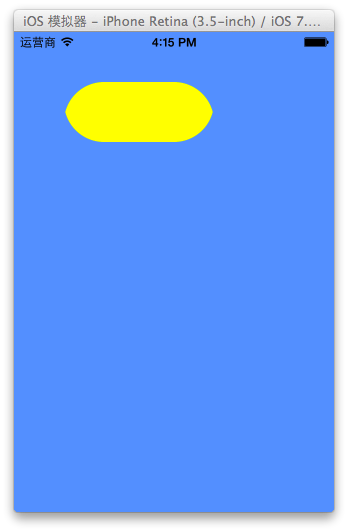 iOS 模拟器 – iPhone Retina (3.5-inch) / iOS 7....
运营商 4:15 PM